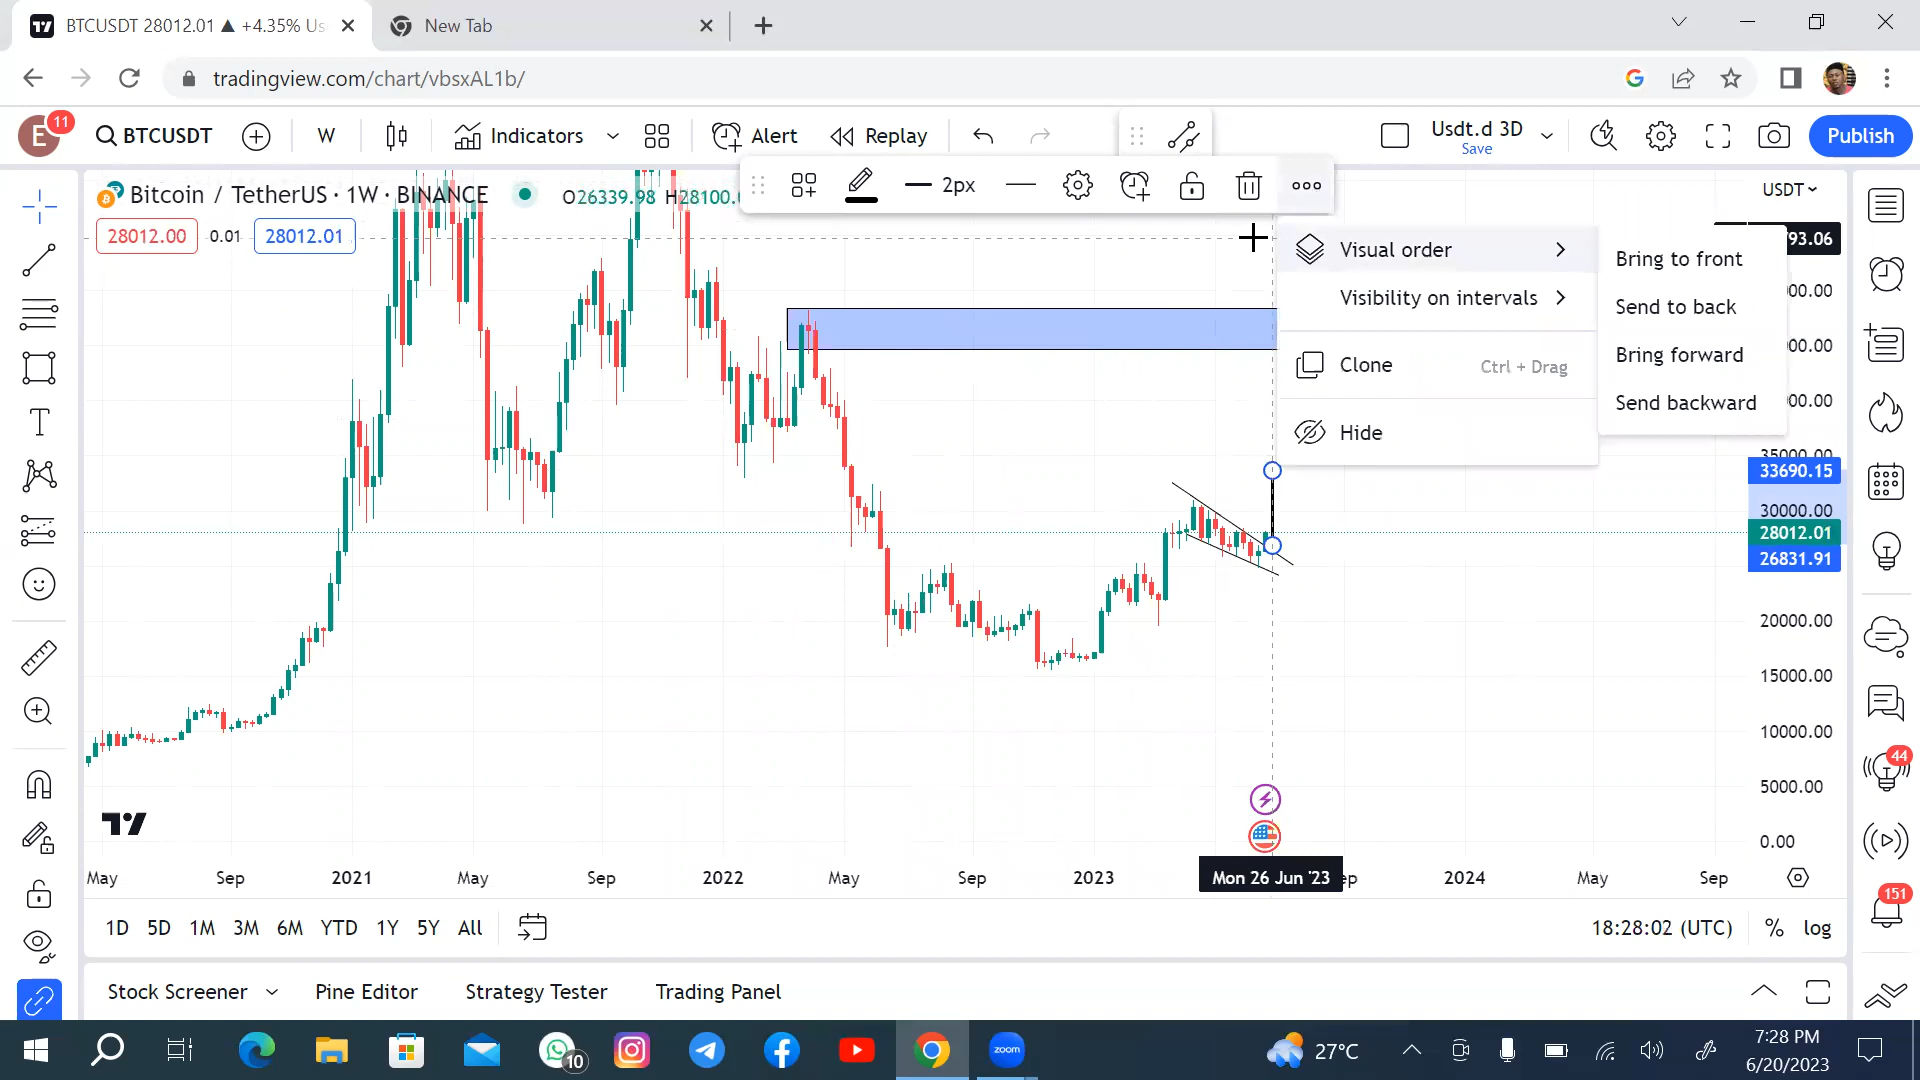 BTCUSDT 28012.01 ▲ +4.35% Us
New Tab
tradingview.com/chart/vbsxAL1b/
E
11
BTCUSDT
W
Indicators
Alert
Replay
Usdt.d 3D
Save
Publish
Bitcoin / TetherUS · 1W · BINANCE
O26339.98 H28100.
2px
USDT
28012.00
0.01
28012.01
93.06
Visual order
Visibility on intervals
Clone
Ctrl + Drag
Hide
Bring to front
Send to back
Bring forward
Send backward
000.00
000.00
000.00
35000.00
33690.15
30000.00
28012.01
26831.91
20000.00
15000.00
10000.00
5000.00
0.00
44
151
May
Sep
2021
May
Sep
2022
May
Sep
2023
Mon 26 Jun '23
ep
2024
May
Sep
1D
5D
1M
3M
6M
YTD
1Y
5Y
All
18:28:02 (UTC)
%
log
Stock Screener
Pine Editor
Strategy Tester
Trading Panel
10
zoom
27°C
7:28 PM
6/20/2023